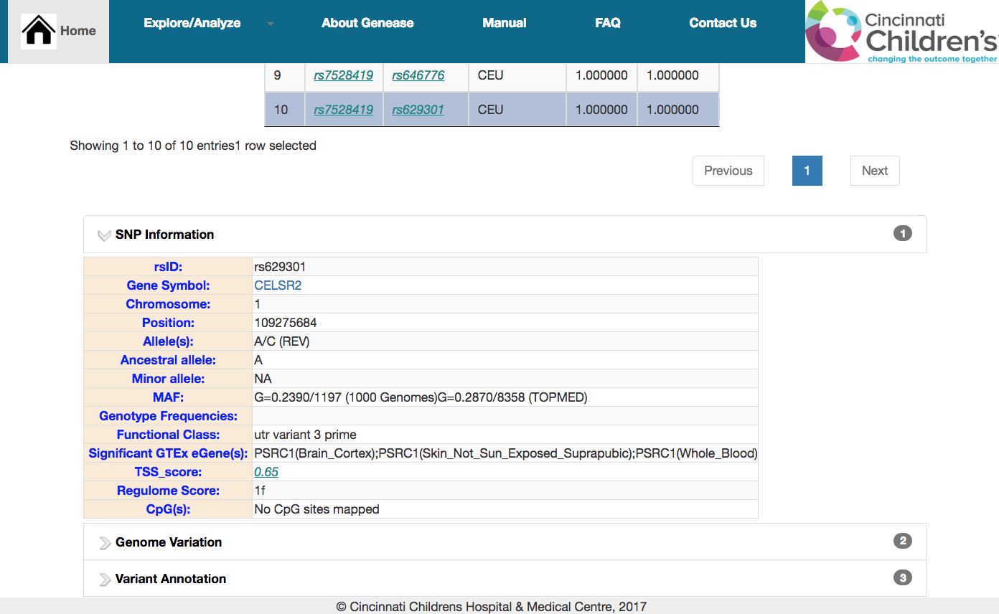 Home Explore/Analyze About Genease Manual FAQ Contact Us Cincinnati Children's
changing the outcome together
9 rs7528419 rs646776 CEU 1.000000 1.000000
10 rs7528419 rs629301 CEU 1.000000 1.000000
Showing 1 to 10 of 10 entries1 row selected
Previous 1 Next
SNP Information 1
rsID: rs629301
Gene Symbol: CELSR2
Chromosome: 1
Position: 109275684
Allele(s): A/C (REV)
Ancestral allele: A
Minor allele: NA
MAF: G=0.2390/1197 (1000 Genomes)G=0.2870/8358 (TOPMED)
Genotype Frequencies:
Functional Class: utr variant 3 prime
Significant GTEx eGene(s): PSRC1(Brain_Cortex);PSRC1(Skin_Not_Sun_Exposed_Suprapubic);PSRC1(Whole_Blood)
TSS_score: 0.65
Regulome Score: 1f
CpG(s): No CpG sites mapped
Genome Variation 2
Variant Annotation 3
© Cincinnati Childrens Hospital & Medical Centre, 2017